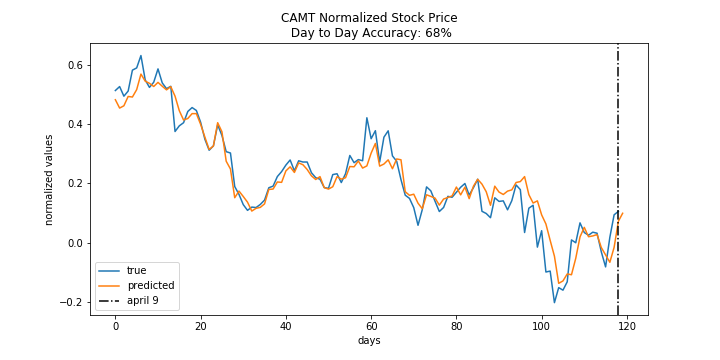 CAMT Normalized Stock Price
Day to Day Accuracy: 68%
normalized values
0.6
0.4
0.2
0.0
−0.2
true
predicted
april 9
0 20 40 60 80 100 120
days